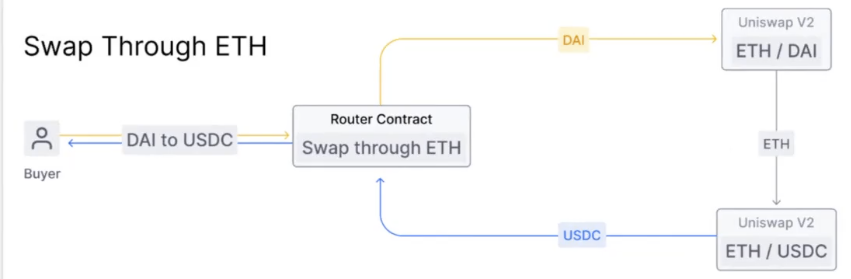 Swap Through ETH
DAI
Uniswap V2
ETH / DAI
Router Contract
DAI to USDC
Swap through ETH
ETH
Buyer
USDC
Uniswap V2
ETH / USDC